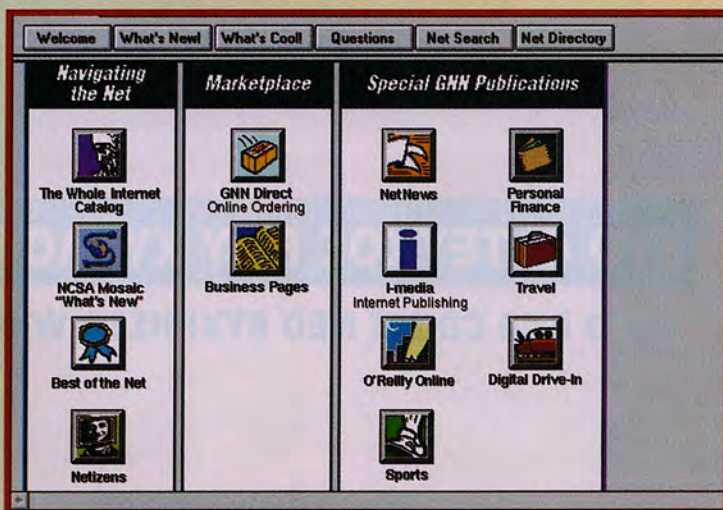 Welcome
What's New!
What's Cool!
Questions
Net Search
Net Directory
Navigating
the Net
The Whole Internet
Catalog
NCSA Mosaic
"What's New"
Best of the Net
Netizens
Marketplace
GNN Direct
Online Ordering
Business Pages
Special GNN Publications
NetNews
Personal
Finance
I-media
Internet Publishing
Travel
O'Reilly Online
Digital Drive-In
Sports